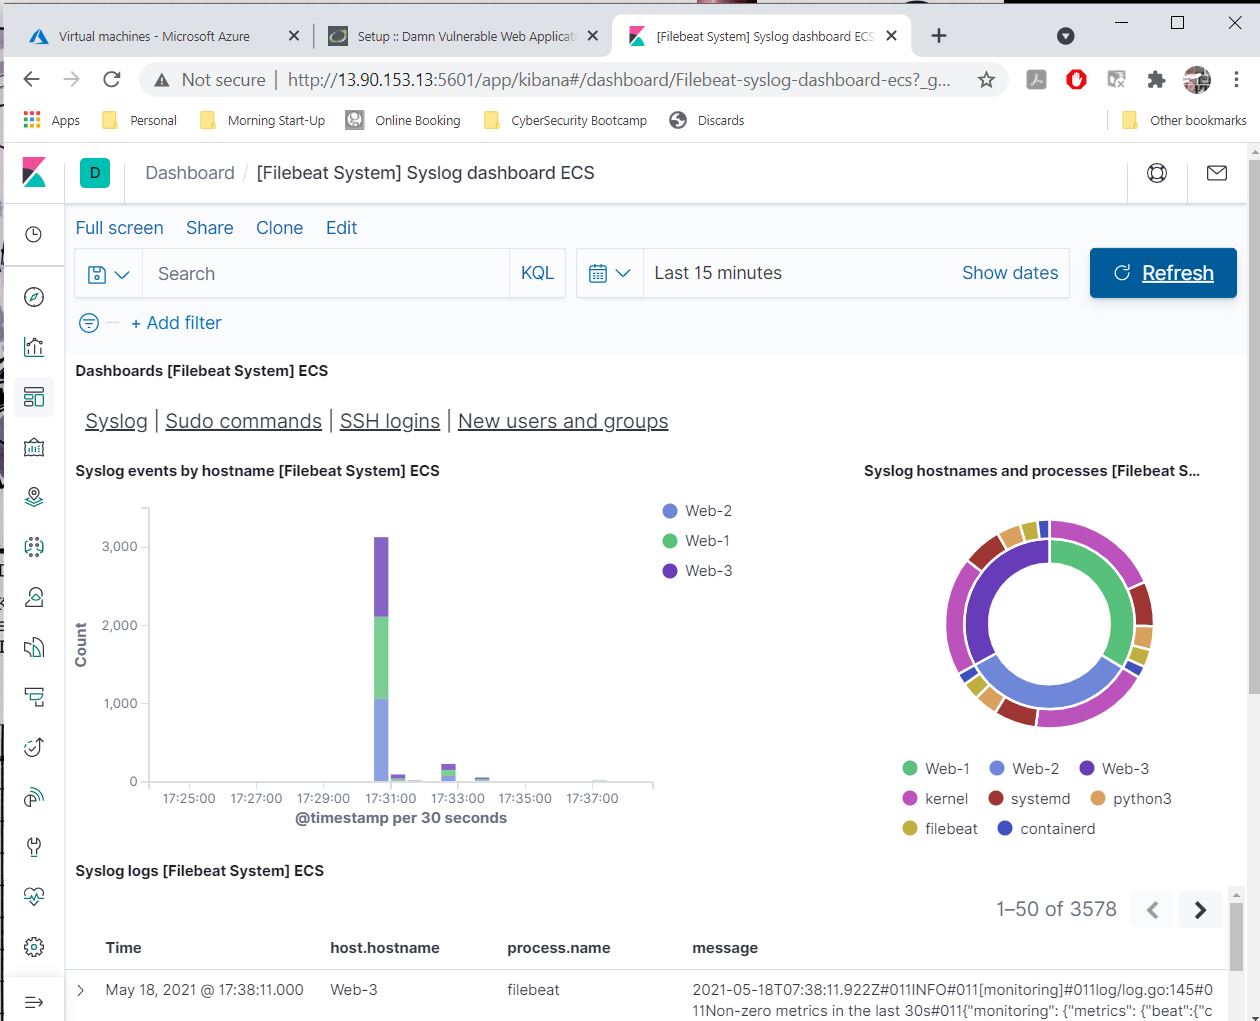 Virtual machines - Microsoft Azure
Setup :: Damn Vulnerable Web Applicat
[Filebeat System] Syslog dashboard ECS
Not secure | http://13.90.153.13:5601/app/kibana#/dashboard/Filebeat-syslog-dashboard-ecs?_g...
Apps Personal Morning Start-Up Online Booking CyberSecurity Bootcamp Discards Other bookmarks
D Dashboard / [Filebeat System] Syslog dashboard ECS
Full screen Share Clone Edit
Search KQL Last 15 minutes Show dates Refresh
+ Add filter
Dashboards [Filebeat System] ECS
Syslog | Sudo commands | SSH logins | New users and groups
Syslog events by hostname [Filebeat System] ECS
3,000
2,000
1,000
0
Count
17:25:00 17:27:00 17:29:00 17:31:00 17:33:00 17:35:00 17:37:00
@timestamp per 30 seconds
Web-2
Web-1
Web-3
Syslog hostnames and processes [Filebeat S...
Web-1 Web-2 Web-3
kernel systemd python3
filebeat containerd
Syslog logs [Filebeat System] ECS
1–50 of 3578
Time host.hostname process.name message
May 18, 2021 @ 17:38:11.000 Web-3 filebeat 2021-05-18T07:38:11.922Z#011INFO#011[monitoring]#011log/log.go:145#0
11Non-zero metrics in the last 30s#011{"monitoring": {"metrics": {"beat":{"c